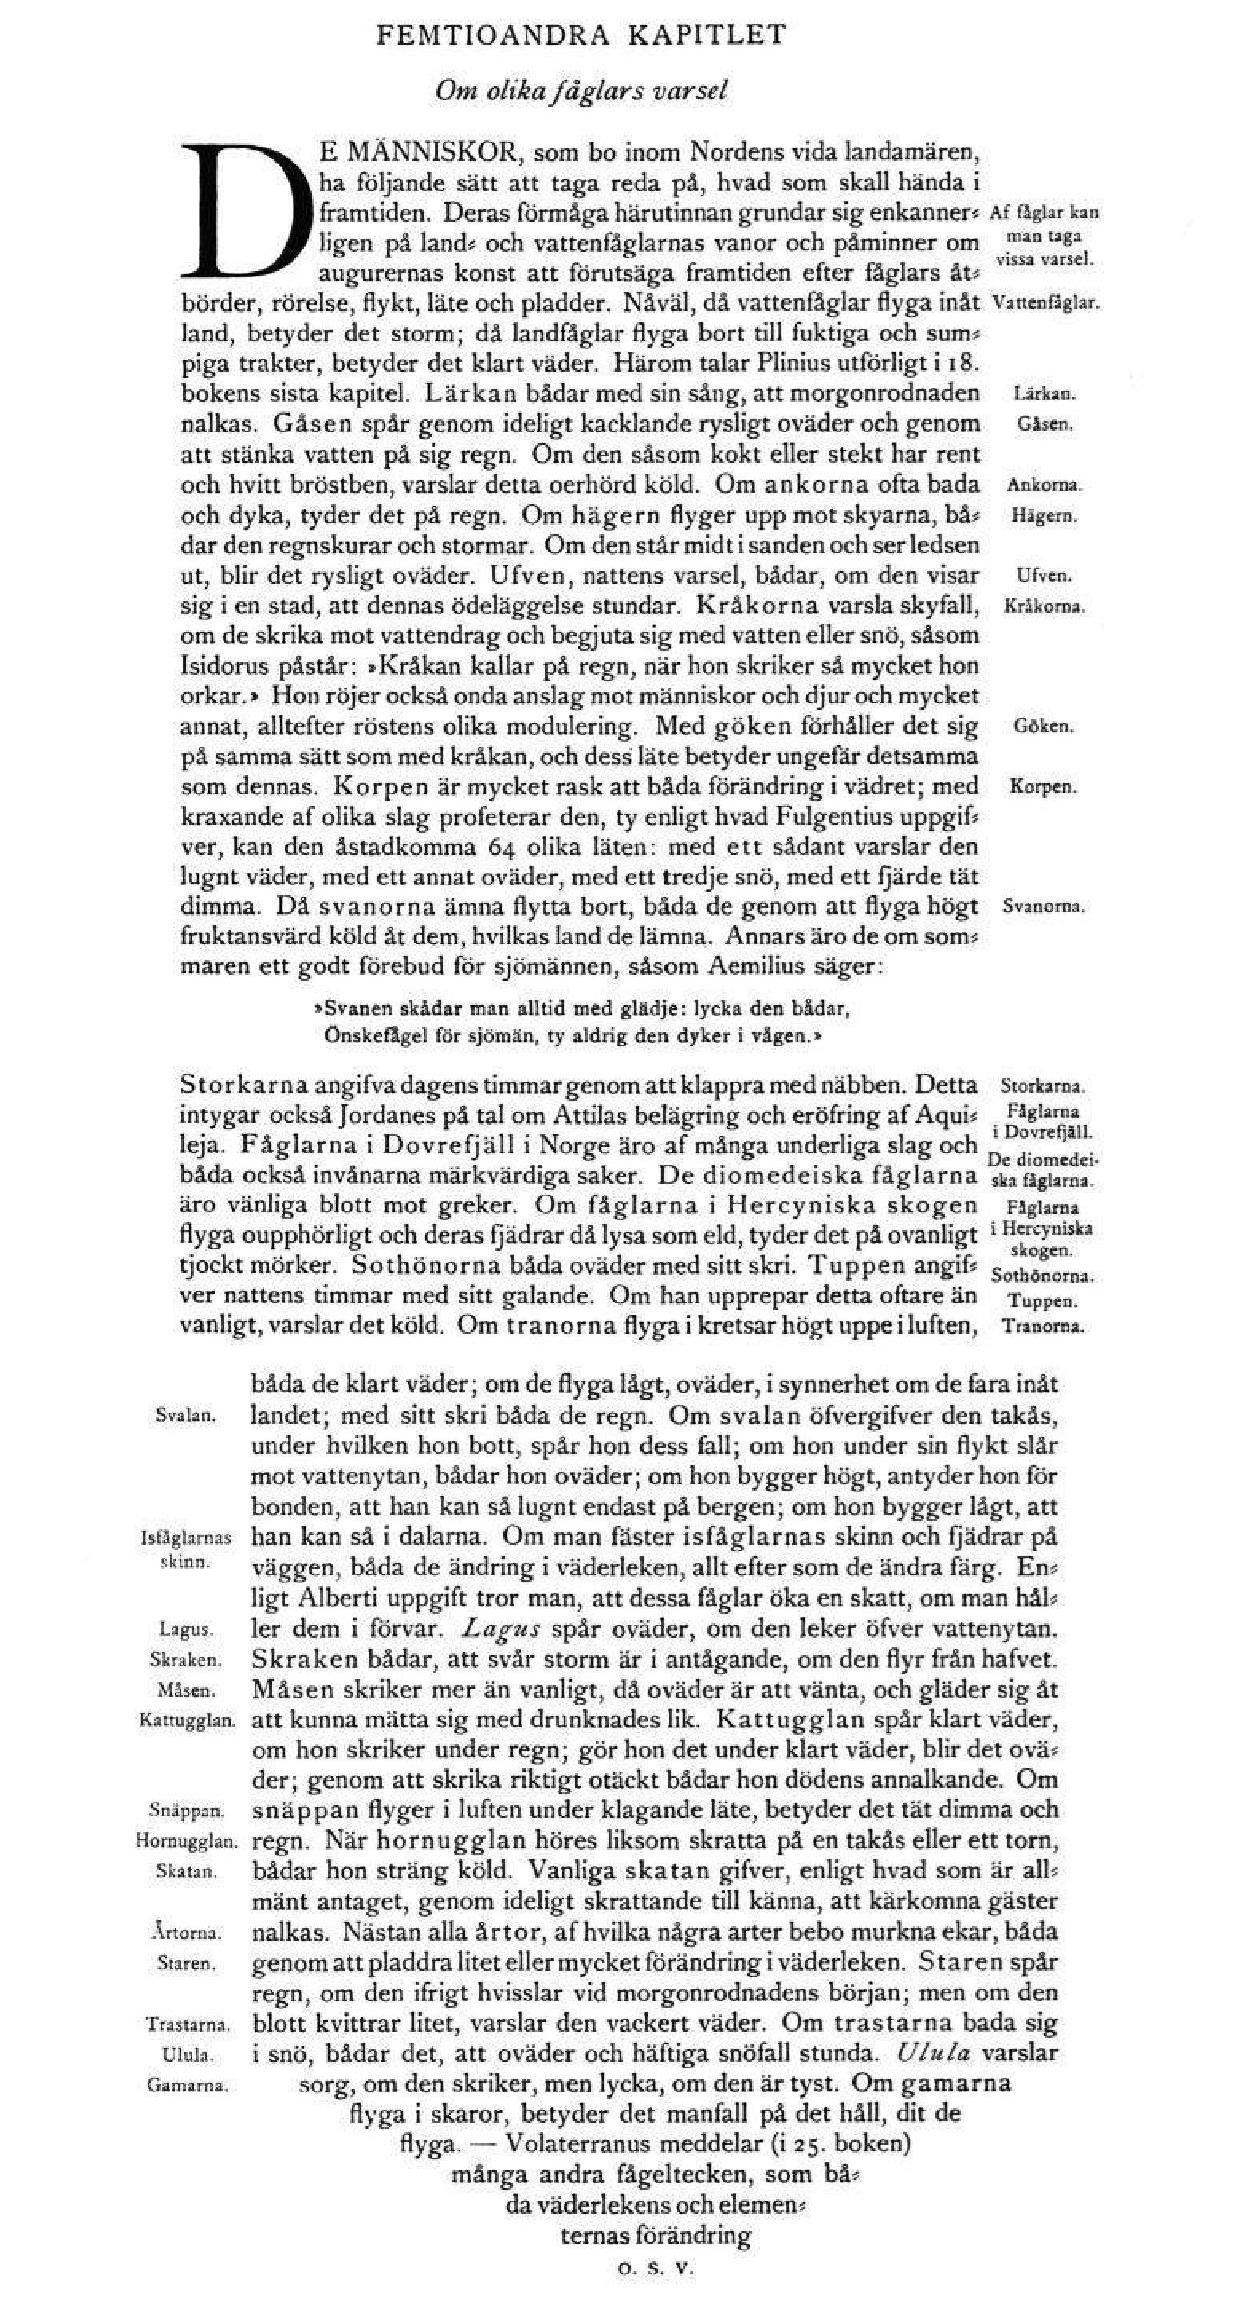 FEMTIOANDRA KAPITLET
Om olika fåglars varsel
DE MÄNNISKOR, som bo inom Nordens vida landamären,
ha följande sätt att taga reda på, hvad som skall hända i
framtiden. Deras förmåga härutinnan grundar sig enkanner⸗
Af fåglar kan
man taga
vissa varsel.
ligen på land⸗ och vattenfåglarnas vanor och påminner om
augurernas konst att förutsäga framtiden efter fåglars åt⸗
börder, rörelse, flykt, läte och pladder. Nåväl, då vattenfåglar flyga inåt
Vattenfåglar.
land, betyder det storm; då landfåglar flyga bort till fuktiga och sum⸗
piga trakter, betyder det klart väder. Härom talar Plinius utförligt i 18.
bokens sista kapitel. Lärkan bådar med sin sång, att morgonrodnaden
Lärkan.
nalkas. Gåsen spår genom ideligt kacklande rysligt oväder och genom
Gåsen.
att stänka vatten på sig regn. Om den såsom kokt eller stekt har rent
och hvitt bröstben, varslar detta oerhörd köld. Om ankorna ofta bada
Ankorna.
och dyka, tyder det på regn. Om hägern flyger upp mot skyarna, bå⸗
Hägern.
dar den regnskurar och stormar. Om den står midt i sanden och ser ledsen
ut, blir det rysligt oväder. Ufven, nattens varsel, bådar, om den visar
Ufven.
sig i en stad, att dennas ödeläggelse stundar. Kråkorna varsla skyfall,
Kråkorna.
om de skrika mot vattendrag och begjuta sig med vatten eller snö, såsom
Isidorus påstår: »Kråkan kallar på regn, när hon skriker så mycket hon
orkar.» Hon röjer också onda anslag mot människor och djur och mycket
annat, alltefter röstens olika modulering. Med göken förhåller det sig
Göken.
på samma sätt som med kråkan, och dess läte betyder ungefär detsamma
som dennas. Korpen är mycket rask att båda förändring i vädret; med
Korpen.
kraxande af olika slag profeterar den, ty enligt hvad Fulgentius uppgif⸗
ver, kan den åstadkomma 64 olika läten: med ett sådant varslar den
lugnt väder, med ett annat oväder, med ett tredje snö, med ett fjärde tät
dimma. Då svanorna ämna flytta bort, båda de genom att flyga högt
Svanorna.
fruktansvärd köld åt dem, hvilkas land de lämna. Annars äro de om som⸗
maren ett godt förebud för sjömännen, såsom Aemilius säger:
»Svanen skådar man alltid med glädje: lycka den bådar,
Önskefågel för sjömän, ty aldrig den dyker i vågen.»
Storkarna angifva dagens timmar genom att klappra med näbben. Detta
Storkarna.
intygar också Jordanes på tal om Attilas belägring och eröfring af Aqui⸗
Fåglarna
i Dovrefjäll.
leja. Fåglarna i Dovrefjäll i Norge äro af många underliga slag och
båda också invånarna märkvärdiga saker. De diomedeiska fåglarna
De diomedei-
ska fåglarna.
äro vänliga blott mot greker. Om fåglarna i Hercyniska skogen
Fåglarna
i Hercyniska
skogen.
flyga oupphörligt och deras fjädrar då lysa som eld, tyder det på ovanligt
tjockt mörker. Sothönorna båda oväder med sitt skri. Tuppen angif⸗
Sothönorna.
ver nattens timmar med sitt galande. Om han upprepar detta oftare än
Tuppen.
vanligt, varslar det köld. Om tranorna flyga i kretsar högt uppe i luften,
Tranorna.
båda de klart väder; om de flyga lågt, oväder, i synnerhet om de fara inåt
Svalan.
landet; med sitt skri båda de regn. Om svalan öfvergifver den takås,
under hvilken hon bott, spår hon dess fall; om hon under sin flykt slår
mot vattenytan, bådar hon oväder; om hon bygger högt, antyder hon för
bonden, att han kan så lugnt endast på bergen; om hon bygger lågt, att
Isfåglarnas
skinn.
han kan så i dalarna. Om man fäster isfåglarnas skinn och fjädrar på
väggen, båda de ändring i väderleken, allt efter som de ändra färg. En⸗
ligt Alberti uppgift tror man, att dessa fåglar öka en skatt, om man hål⸗
Lagus.
ler dem i förvar. Lagus spår oväder, om den leker öfver vattenytan.
Skraken.
Skraken bådar, att svår storm är i antågande, om den flyr från hafvet.
Måsen.
Måsen skriker mer än vanligt, då oväder är att vänta, och gläder sig åt
Kattugglan.
att kunna mätta sig med drunknades lik. Kattugglan spår klart väder,
om hon skriker under regn; gör hon det under klart väder, blir det ovä⸗
der; genom att skrika riktigt otäckt bådar hon dödens annalkande. Om
Snäppan.
snäppan flyger i luften under klagande läte, betyder det tät dimma och
Hornugglan.
regn. När hornugglan höres liksom skratta på en takås eller ett torn,
Skatan.
bådar hon sträng köld. Vanliga skatan gifver, enligt hvad som är all⸗
mänt antaget, genom ideligt skrattande till känna, att kärkomna gäster
Årtorna.
nalkas. Nästan alla årtor, af hvilka några arter bebo murkna ekar, båda
Staren.
genom att pladdra litet eller mycket förändring i väderleken. Staren spår
regn, om den ifrigt hvisslar vid morgonrodnadens början; men om den
Trastarna.
blott kvittrar litet, varslar den vackert väder. Om trastarna bada sig
Ulula.
i snö, bådar det, att oväder och häftiga snöfall stunda. Ulula varslar
Gamarna.
sorg, om den skriker, men lycka, om den är tyst. Om gamarna
flyga i skaror, betyder det manfall på det håll, dit de
flyga. — Volaterranus meddelar (i 25. boken)
många andra fågeltecken, som bå⸗
da väderlekens och elemen⸗
ternas förändring
o. s. v.